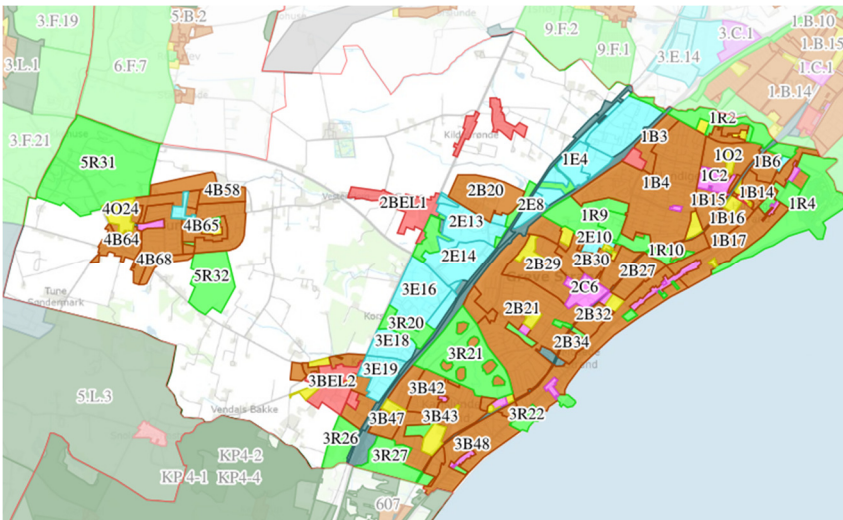 3.F.19
5.B.2
9.F.2
3.C.1
1.B.10
1.B.15
3.L.1
6.F.7
9.F.1
3.E.14
1.C.1
1.B.14
3.F.21
1R2
1B3
5R31
1E4
1O2
1B6
1C2
1B4
4B58
2B20
1B14
2BEL1
2E8
1B15
1R4
4O24
2E13
1R9
1B16
4B65
4B64
2E10
1B17
2E14
1R10
4B68
2B29
2B30
5R32
2B27
Tune
3E16
2C6
2B21
2B32
3R20
3E18
2B34
3R21
3E19
3BEL2
3B42
5.L.3
Vendals Bakke
3B47
3B43
3R22
3R26
3B48
KP4-2
3R27
KP4-1
KP4-4
607